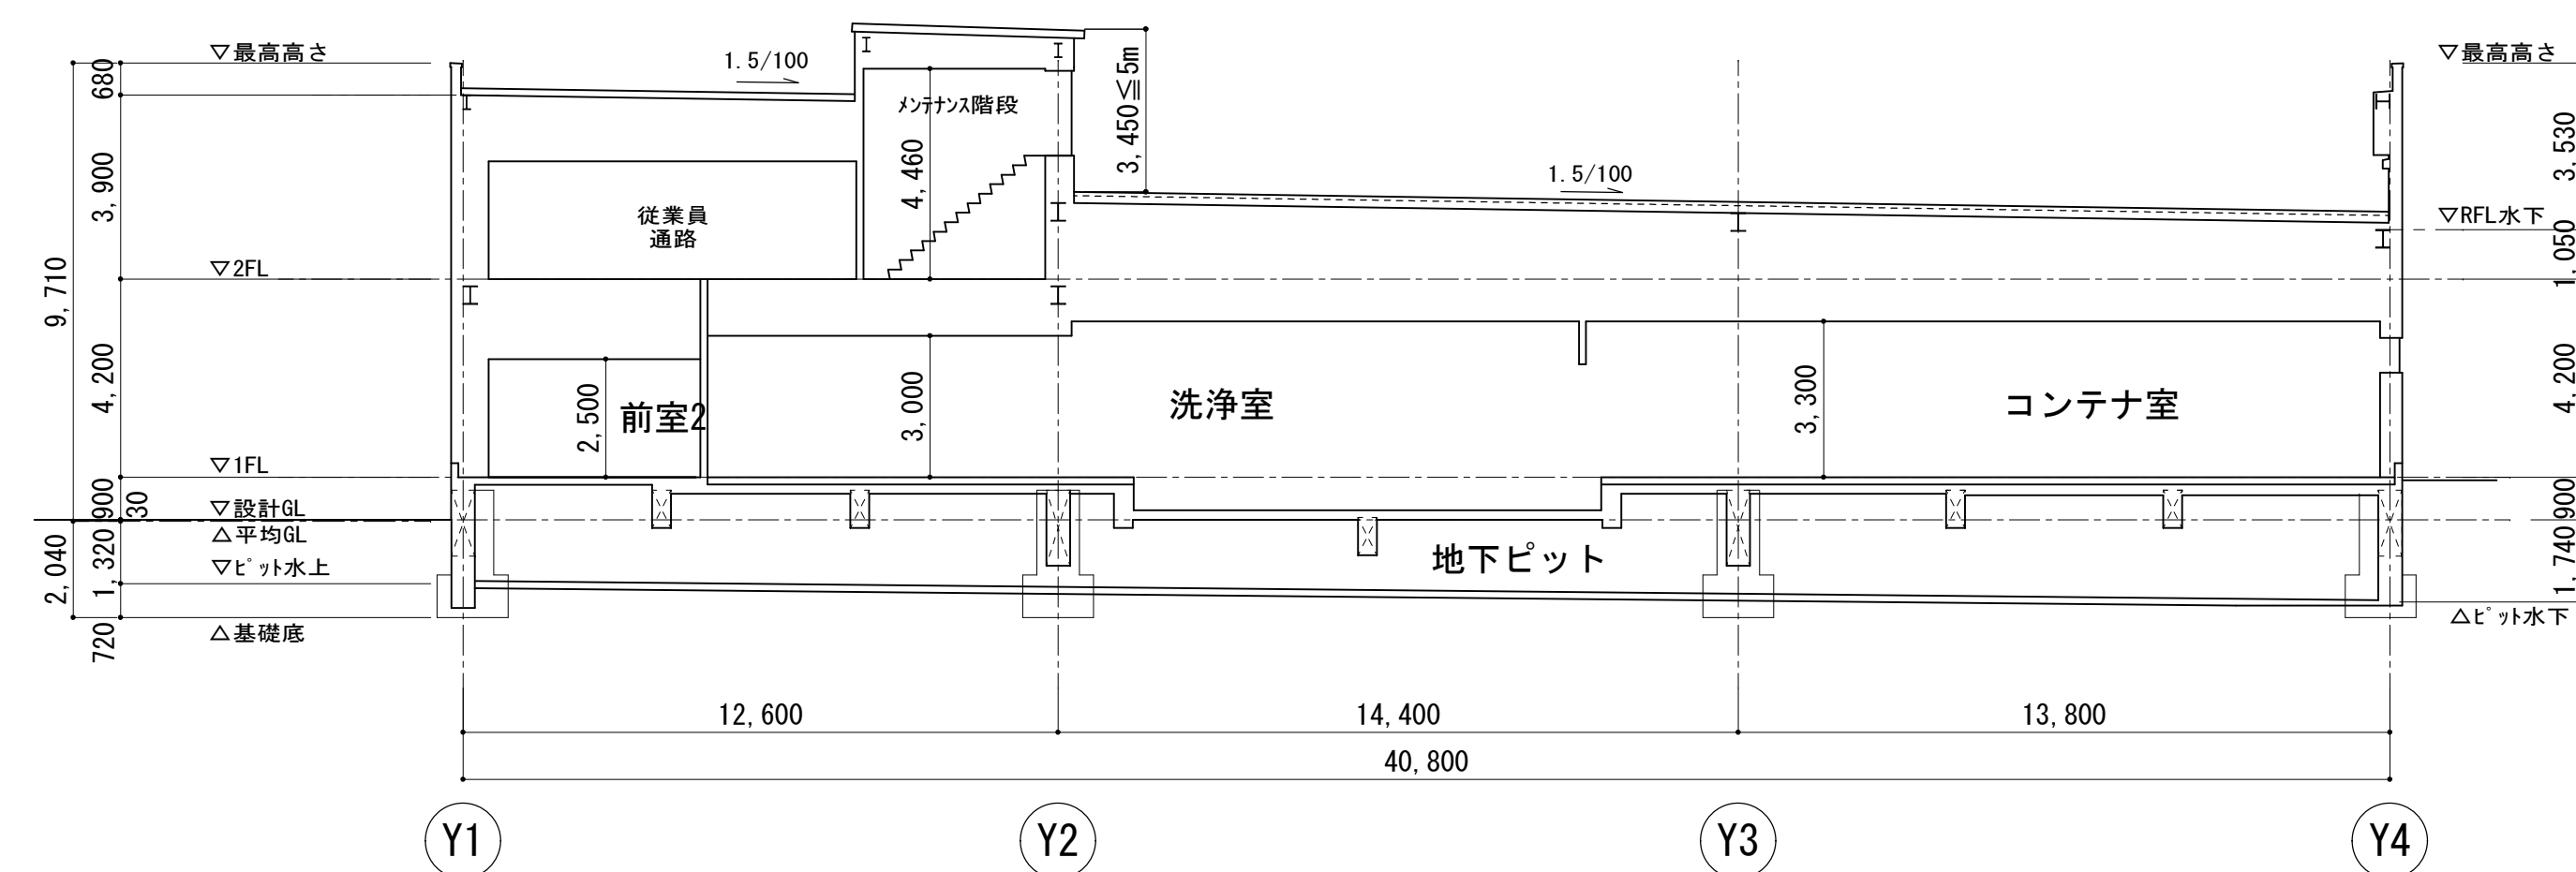 ▽最高高さ
▽最高高さ
1.5/100
680
メンテナンス階段
3,450≦5m
3,530
3,900
4,460
1.5/100
従業員
通路
▽RFL水下
1,050
▽2FL
9,710
4,200
2,500
前室2
3,000
洗浄室
3,300
コンテナ室
4,200
▽1FL
900
30
▽設計GL
△平均GL
900
2,040
1,320
▽ピット水上
地下ピット
1,740
720
△基礎底
△ピット水下
12,600
14,400
13,800
40,800
Y1
Y2
Y3
Y4